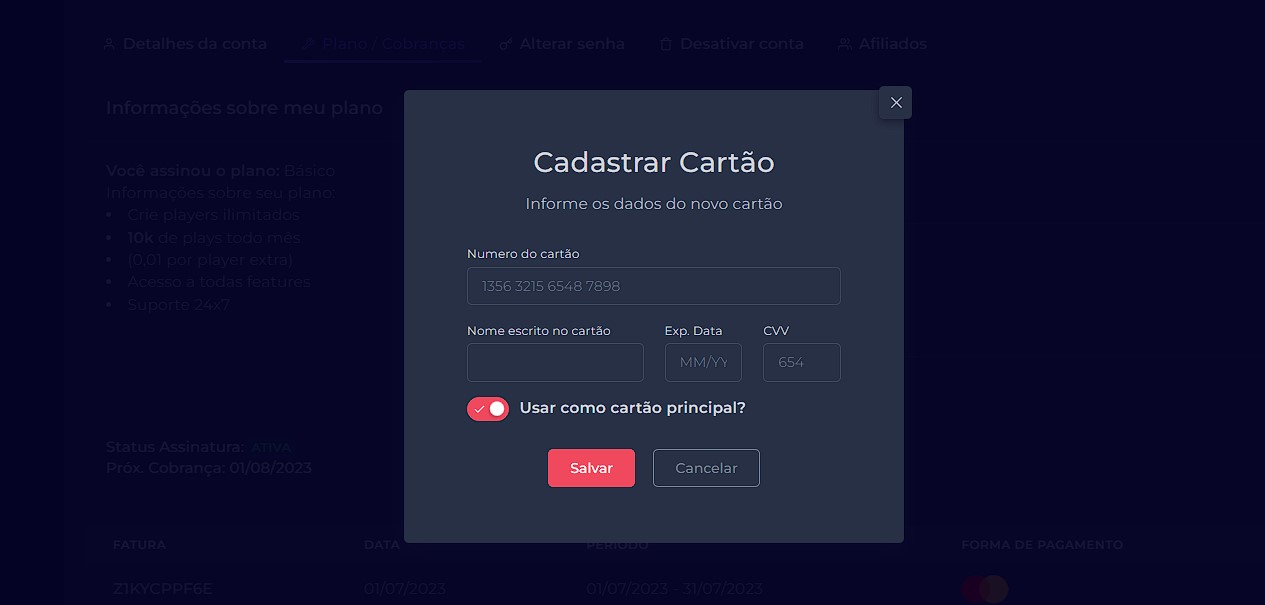 Detalhes da conta Plano / Cobranças Alterar senha Desativar conta Afiliados
Informações sobre meu plano
Você assinou o plano: Básico
Informações sobre seu plano;
• Crie players ilimitados
• 10k de plays todo mês
• (0,01 por player extra)
• Acesso a todas features
• Suporte 24x7
Status Assinatura: ATIVA
Próx. Cobrança: 01/08/2023
Cadastrar Cartão
Informe os dados do novo cartão
Numero do cartão
1356 3215 6548 7898
Nome escrito no cartão Exp. Data CVV
MM/YY 654
Usar como cartão principal?
Salvar Cancelar
FATURA DATA PERÍODO FORMA DE PAGAMENTO
Z1KYCPPF6E 01/07/2023 01/07/2023 - 31/07/2023